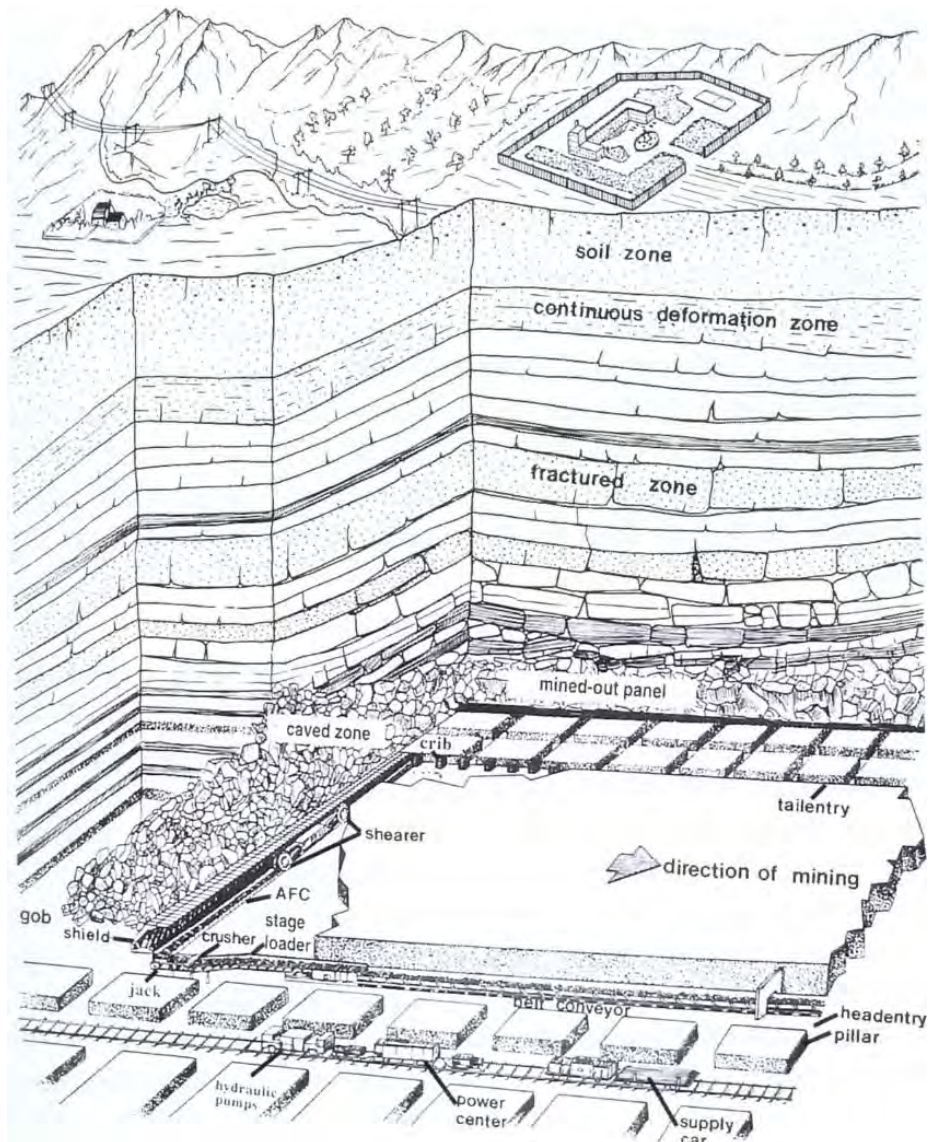 soil zone
continuous deformation zone
fractured zone
mined-out panel
caved zone
crib
tailentry
shearer
direction of mining
AFC
gob
stage
loader
shield
crusher
jack
belt conveyor
headentry
pillar
hydraulic
pumps
power
center
supply
car